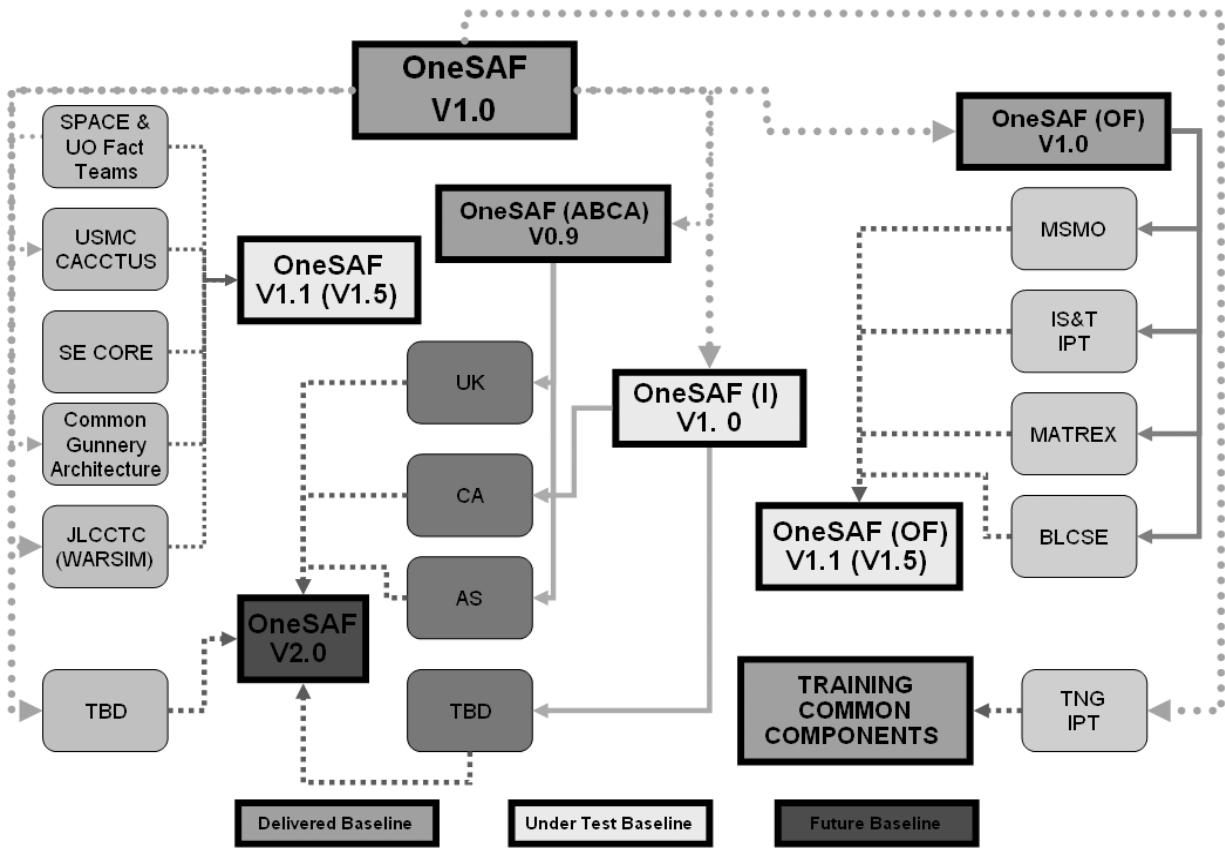 OneSAF
V1.0
SPACE &
UO Fact
Teams
USMC
CACCTUS
SE CORE
Common
Gunnery
Architecture
JLCCTC
(WARSIM)
TBD
OneSAF
V1.1 (V1.5)
OneSAF (ABCA)
V0.9
UK
CA
AS
TBD
OneSAF
V2.0
OneSAF (I)
V1. 0
OneSAF (OF)
V1.0
MSMO
IS&T
IPT
MATREX
BLCSE
OneSAF (OF)
V1.1 (V1.5)
TRAINING
COMMON
COMPONENTS
TNG
IPT
Delivered Baseline
Under Test Baseline
Future Baseline